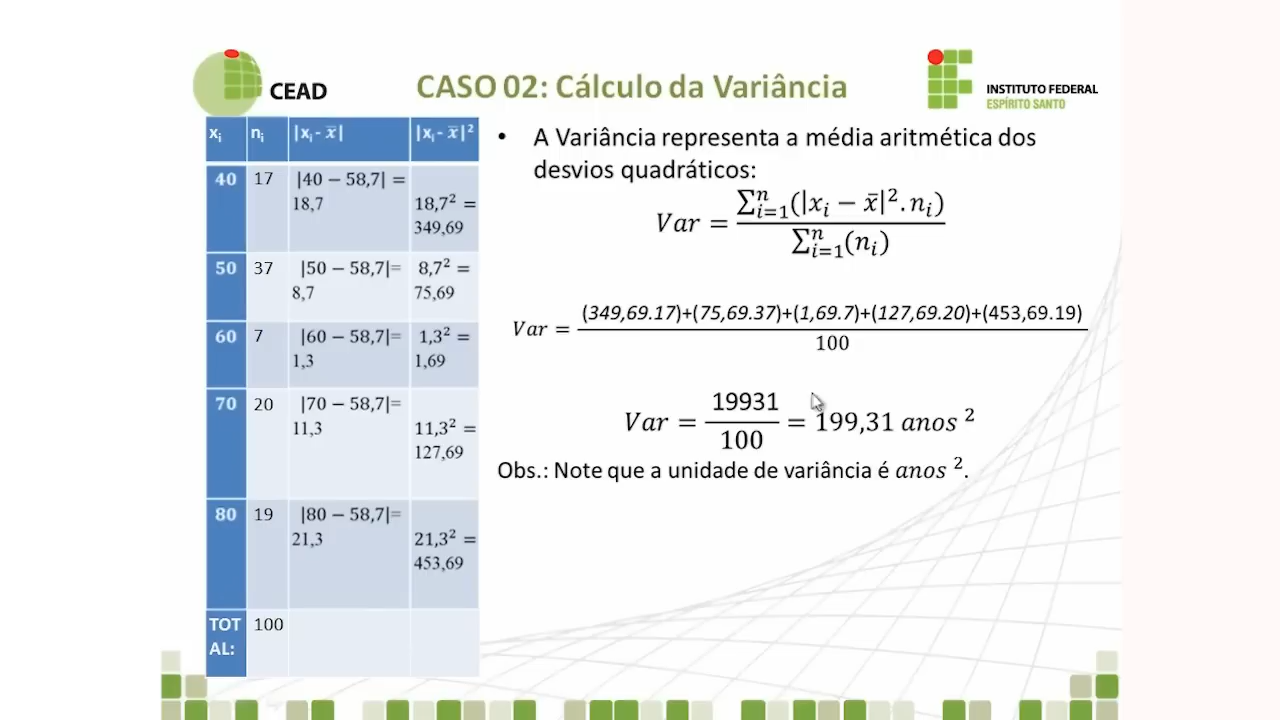 CEAD
CASO 02: Cálculo da Variância
INSTITUTO FEDERAL
ESPÍRITO SANTO
xᵢ nᵢ |xᵢ - x̅| |xᵢ - x̅|²
40 17 |40 − 58,7| = 18,7 18,7² = 349,69
50 37 |50 − 58,7|= 8,7 8,7² = 75,69
60 7 |60 − 58,7|= 1,3 1,3² = 1,69
70 20 |70 − 58,7|= 11,3 11,3² = 127,69
80 19 |80 − 58,7|= 21,3 21,3² = 453,69
TOTAL: 100
• A Variância representa a média aritmética dos
desvios quadráticos:
Var = ∑ⁿᵢ₌₁(|xᵢ − x̅|².nᵢ) / ∑ⁿᵢ₌₁(nᵢ)
Var = (349,69.17)+(75,69.37)+(1,69.7)+(127,69.20)+(453,69.19) / 100
Var = 19931 / 100 = 199,31 anos ²
Obs.: Note que a unidade de variância é anos ².